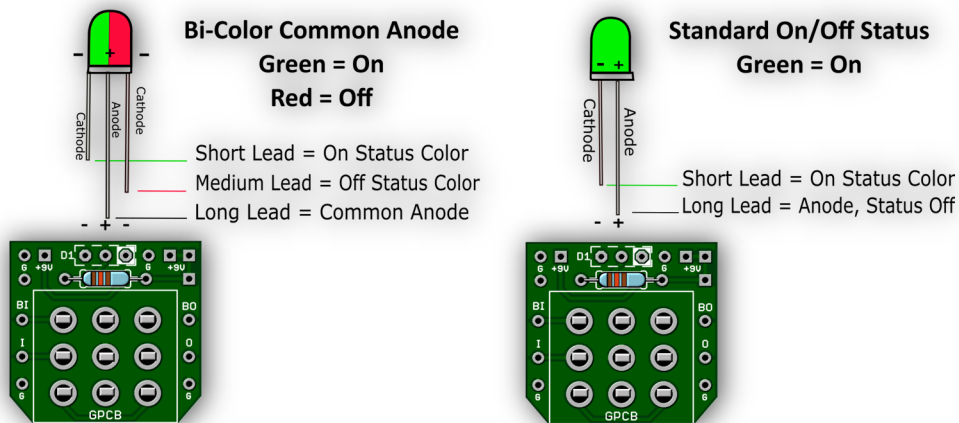 Bi-Color Common Anode
Green = On
Red = Off
- + -
Cathode
Anode
Cathode
Short Lead = On Status Color
Medium Lead = Off Status Color
Long Lead = Common Anode
- + -
D1
G +9V G +9V
BI BO
I O
G G
GPCB
Standard On/Off Status
Green = On
- +
Cathode
Anode
Short Lead = On Status Color
Long Lead = Anode, Status Off
- +
D1
G +9V G +9V
BI BO
I O
G G
GPCB